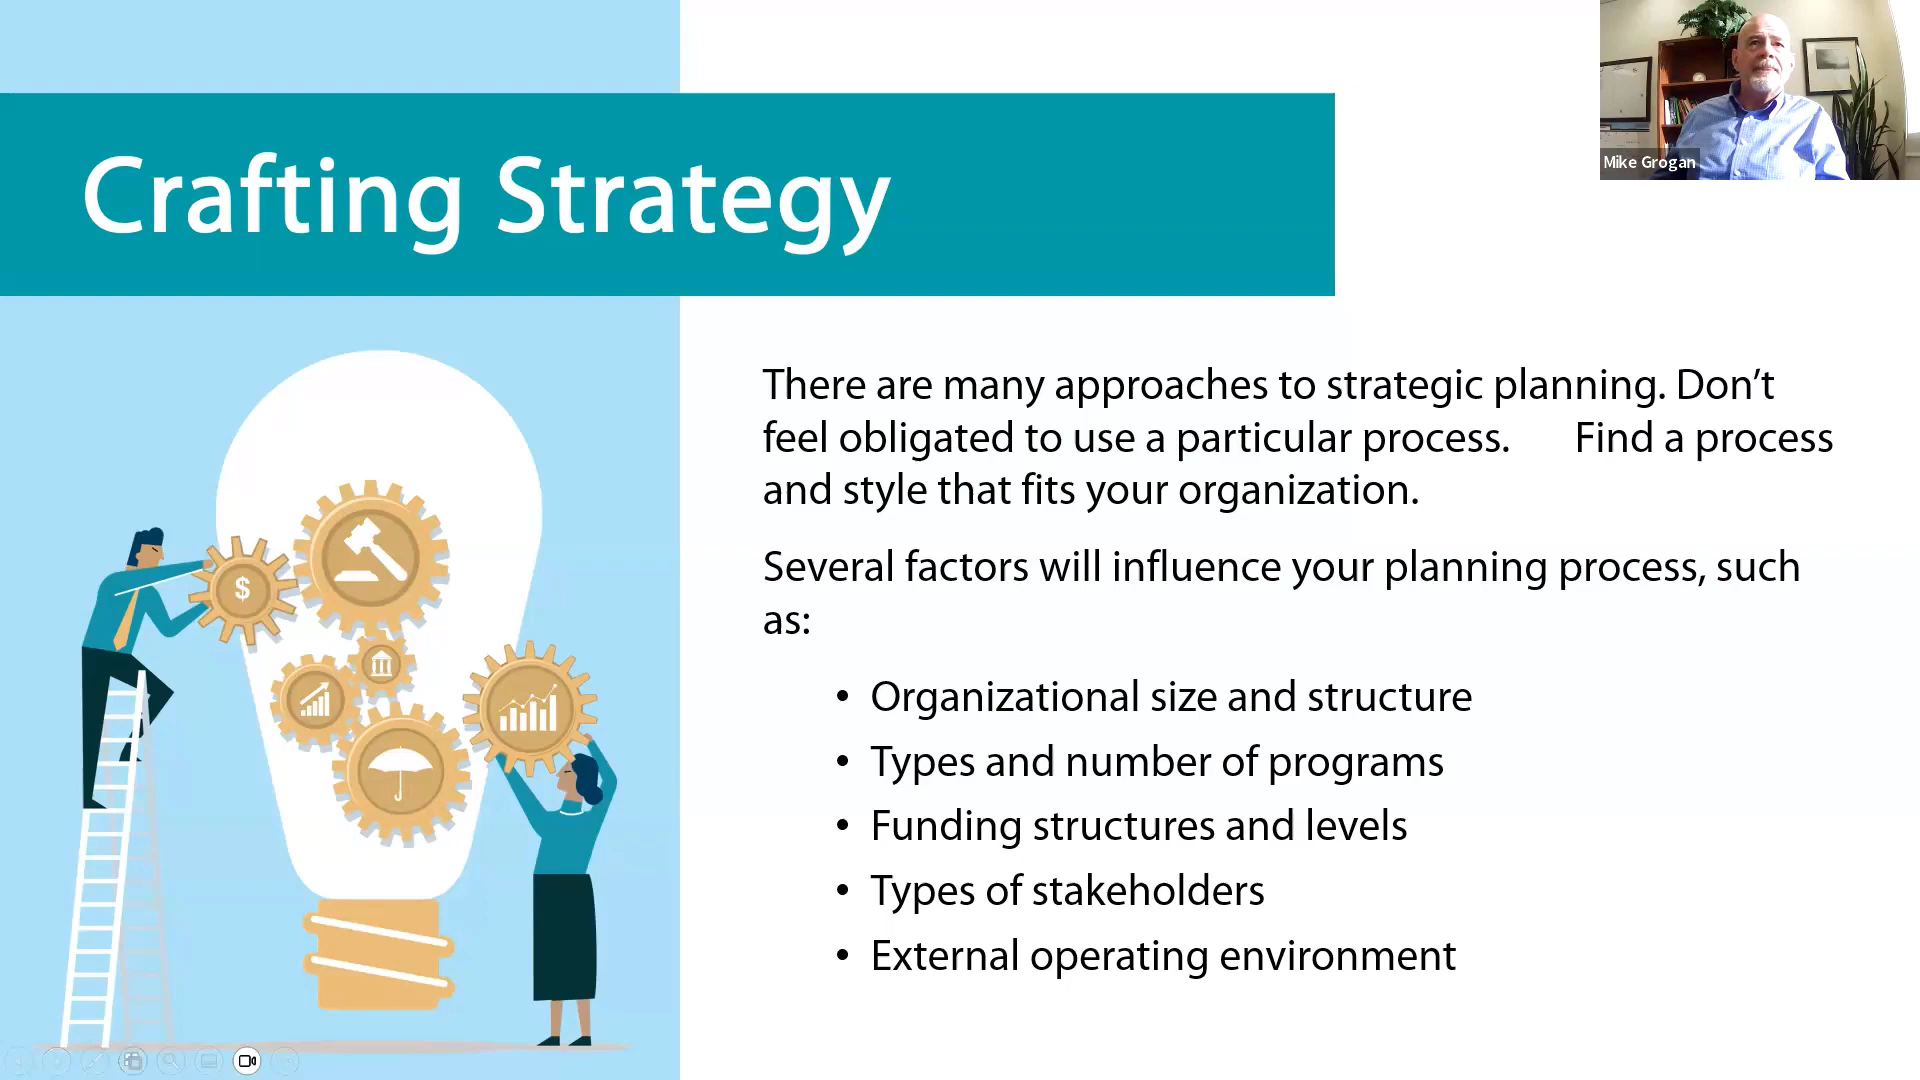 Crafting Strategy
Mike Grogan
There are many approaches to strategic planning. Don’t
feel obligated to use a particular process. Find a process
and style that fits your organization.
Several factors will influence your planning process, such
as:
• Organizational size and structure
• Types and number of programs
• Funding structures and levels
• Types of stakeholders
• External operating environment
$